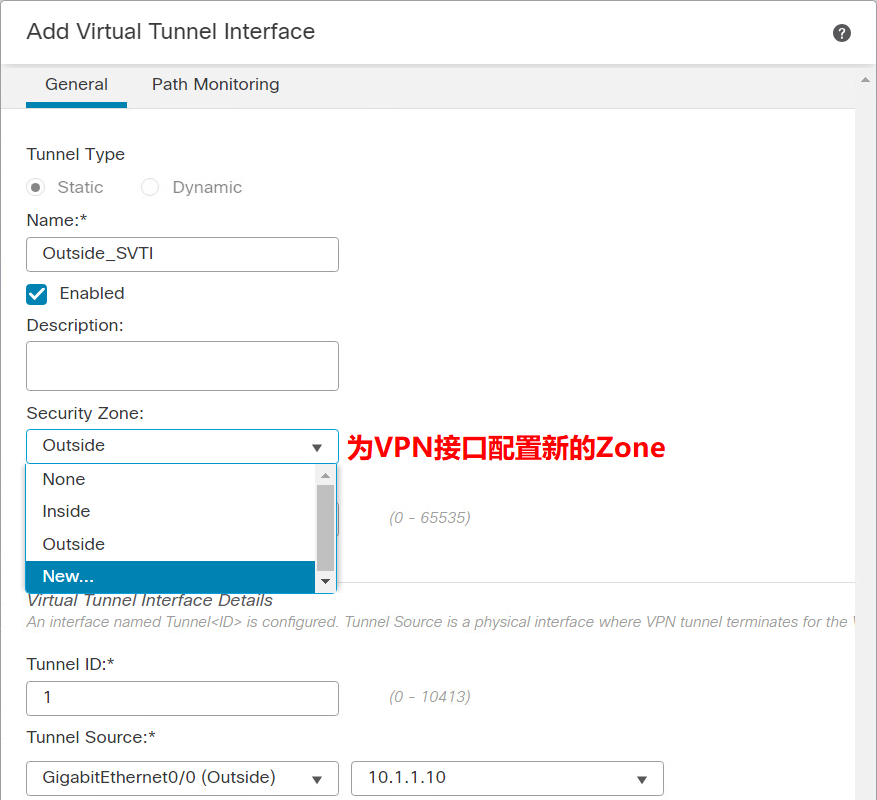 Add Virtual Tunnel Interface
?
General
Path Monitoring
Tunnel Type
Static
Dynamic
Name:*
Outside_SVTI
Enabled
Description:
Security Zone:
Outside
为VPN接口配置新的Zone
None
Inside
Outside
New...
(0 - 65535)
Virtual Tunnel Interface Details
An interface named Tunnel<ID> is configured. Tunnel Source is a physical interface where VPN tunnel terminates for the
Tunnel ID:*
1
(0 - 10413)
Tunnel Source:*
GigabitEthernet0/0 (Outside)
10.1.1.10